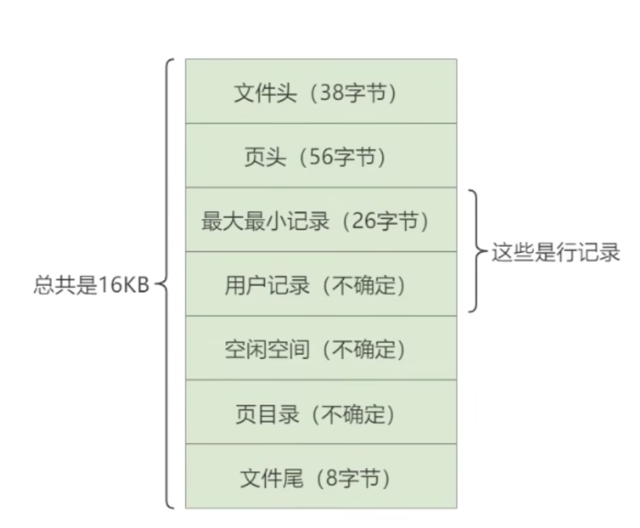 文件头（38字节）
页头（56字节）
最大最小记录（26字节）
这些是行记录
总共是16KB
用户记录（不确定）
空闲空间（不确定）
页目录（不确定）
文件尾（8字节）